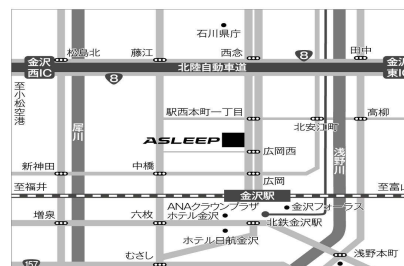 石川県庁
松島北
藤江
西念
8
田中
金沢
西IC
北陸自動車道
金沢
東IC
8
至小松空港
駅西本町一丁目
高柳
北安江町
犀川
ASLEEP
浅野川
広岡西
新神田
中橋
広岡
至福井
金沢駅
至富山
ANAクラウンプラザ
ホテル金沢
金沢フォーラス
増泉
六枚
北鉄金沢駅
ホテル日航金沢
むさし
浅野本町
157